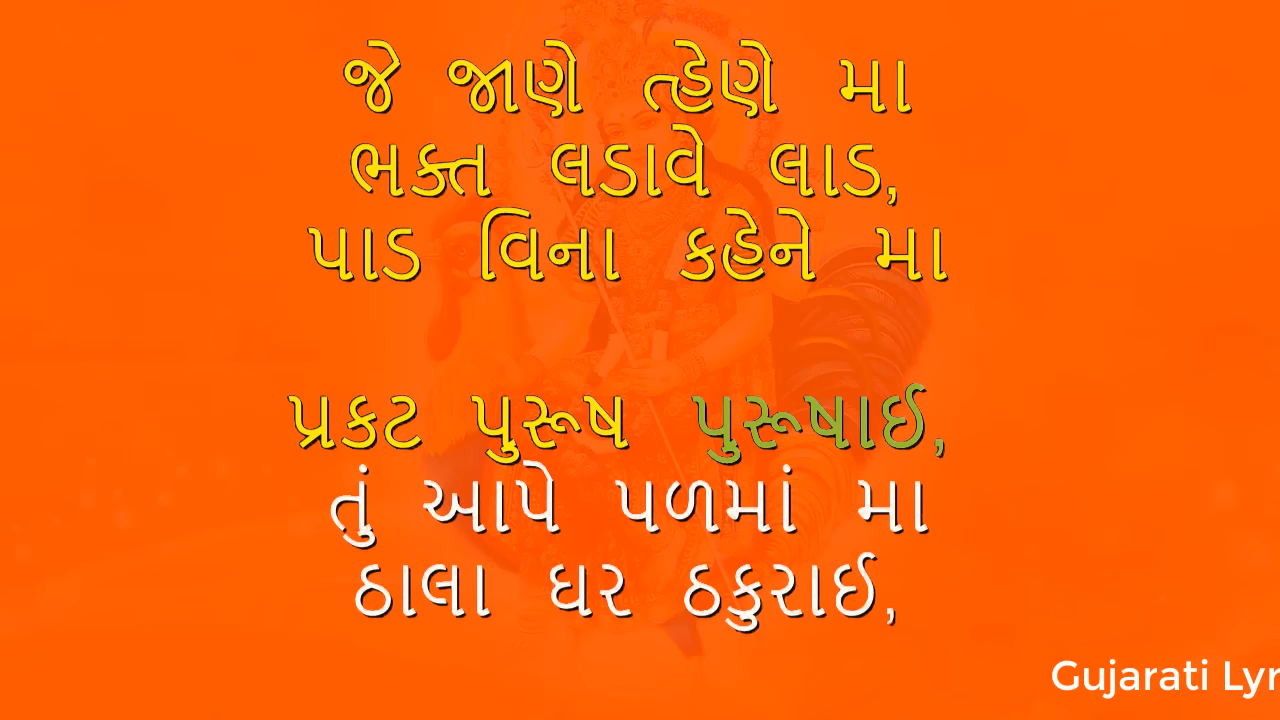 જે જાણે ત્હેણે મા
ભક્ત લડાવે લાડ,
પાડ વિના કહેને મા
પ્રકટ પુરૂષ પુરૂષાઈ,
તું આપે પળમાં મા
ઠાલા ઘર ઠકુરાઈ,
Gujarati Lyr